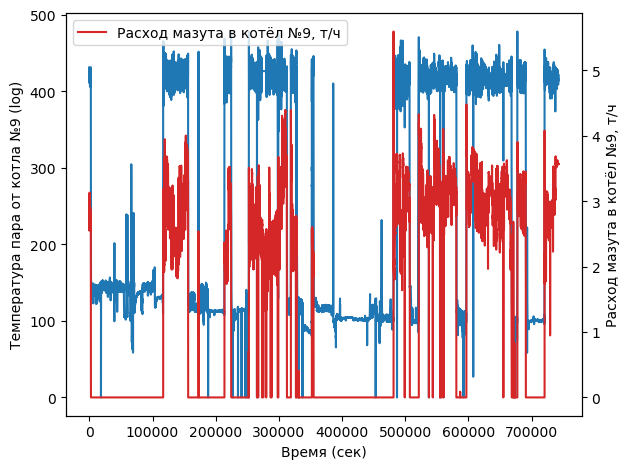 Расход мазута в котёл №9, т/ч
Температура пара от котла №9 (log)
500
400
300
200
100
0
5
4
3
2
1
0
Расход мазута в котёл №9, т/ч
0 100000 200000 300000 400000 500000 600000 700000
Время (сек)